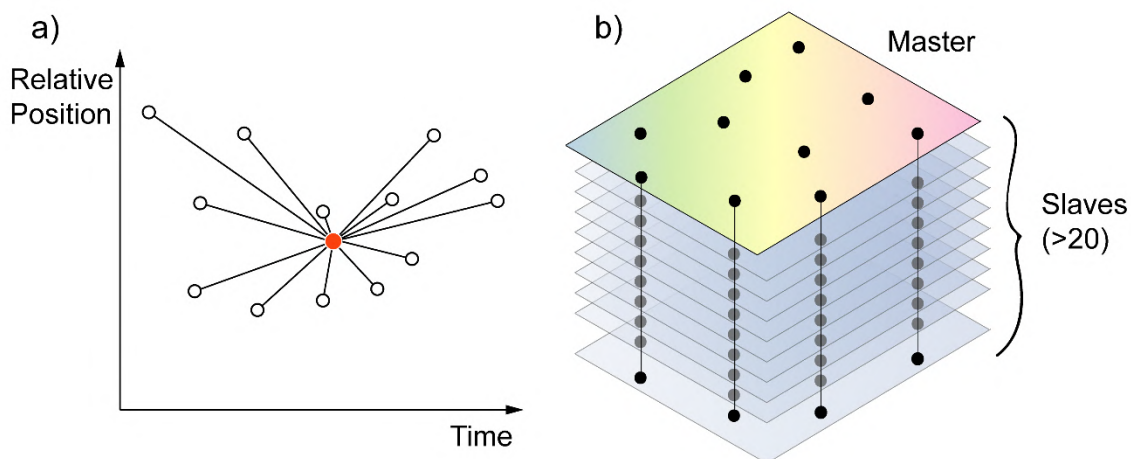 a)
Relative
Position
Time
b)
Master
Slaves
(>20)